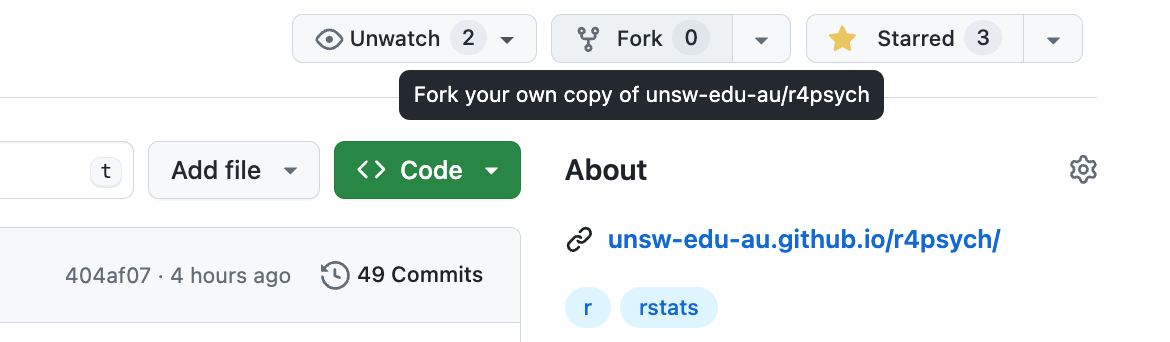 Unwatch 2 Fork 0 Starred 3
Fork your own copy of unsw-edu-au/r4psych
t Add file Code About
unsw-edu-au.github.io/r4psych/
404af07 · 4 hours ago 49 Commits
r rstats